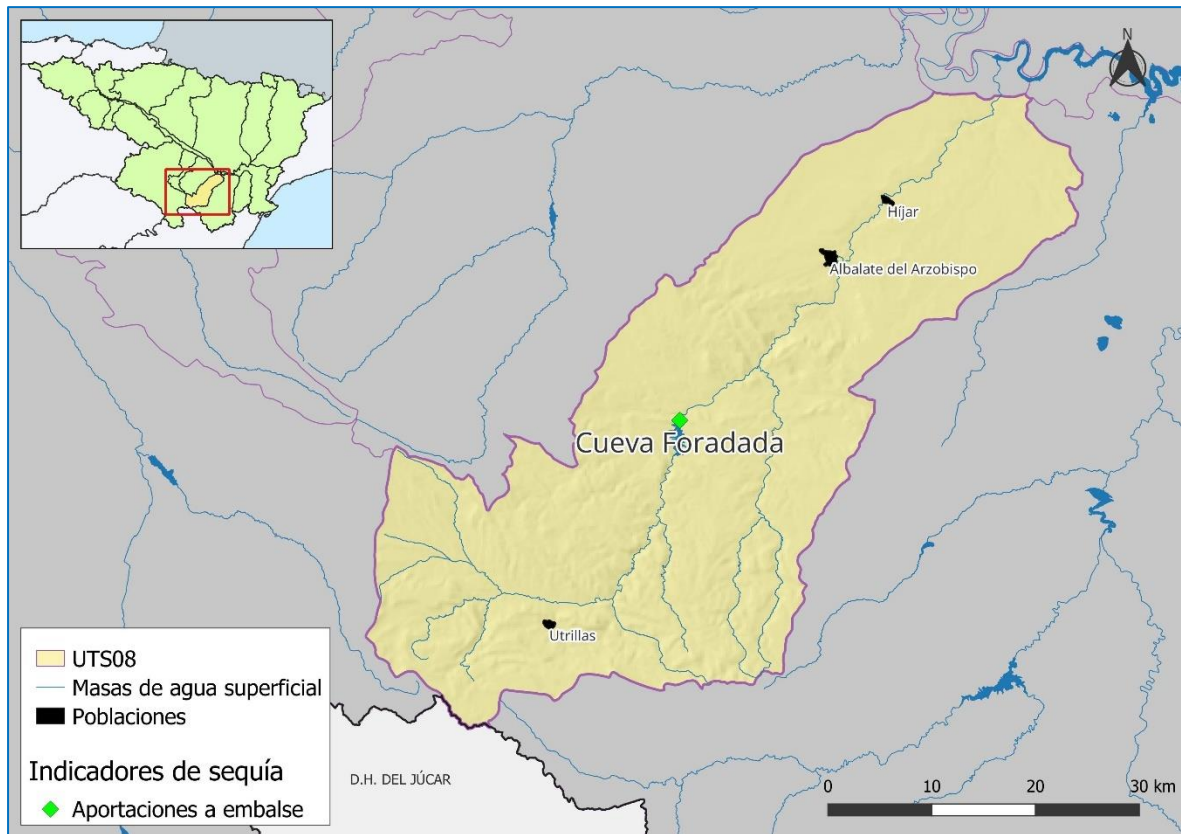 N
Híjar
Albalate del Arzobispo
Cueva Foradada
Utrillas
UTS08
Masas de agua superficial
Poblaciones
Indicadores de sequía
Aportaciones a embalse
D.H. DEL JÚCAR
0 10 20 30 km